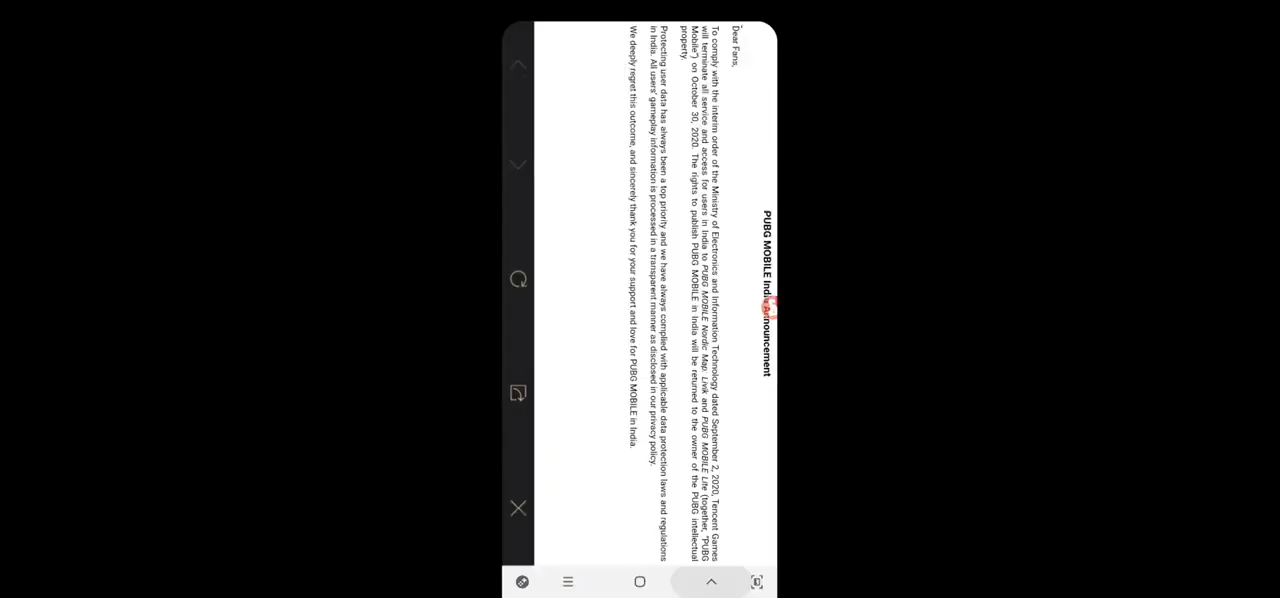 PUBG MOBILE India Announcement
Dear Fans,
To comply with the interim order of the Ministry of Electronics and Information Technology dated September 2, 2020, Tencent Games
will terminate all service and access for users in India to PUBG MOBILE Nordic Map: Livik and PUBG MOBILE Lite (together, "PUBG
Mobile") on October 30, 2020. The rights to publish PUBG MOBILE in India will be returned to the owner of the PUBG intellectual
property.
Protecting user data has always been a top priority and we have always complied with applicable data protection laws and regulations
in India. All users' gameplay information is processed in a transparent manner as disclosed in our privacy policy.
We deeply regret this outcome, and sincerely thank you for your support and love for PUBG MOBILE in India.